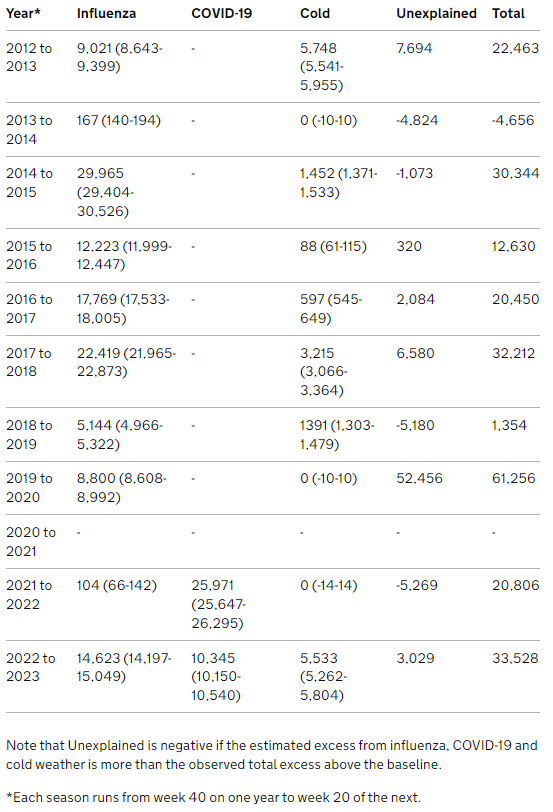 Year* Influenza COVID-19 Cold Unexplained Total
2012 to 9,021 (8,643- - 5,748 7,694 22,463
2013 9,399) (5,541-
5,955)
2013 to 167 (140-194) - 0 (-10-10) -4,824 -4,656
2014
2014 to 29,965 - 1,452 (1,371- -1,073 30,344
2015 (29,404- 1,533)
30,526)
2015 to 12,223 (11,999- - 88 (61-115) 320 12,630
2016 12,447)
2016 to 17,769 (17,533- - 597 (545- 2,084 20,450
2017 18,005) 649)
2017 to 22,419 (21,965- - 3,215 6,580 32,212
2018 22,873) (3,066-
3,364)
2018 to 5,144 (4,966- - 1391 (1,303- -5,180 1,354
2019 5,322) 1,479)
2019 to 8,800 (8,608- - 0 (-10-10) 52,456 61,256
2020 8,992)
2020 to - - - - -
2021
2021 to 104 (66-142) 25,971 0 (-14-14) -5,269 20,806
2022 (25,647-
26,295)
2022 to 14,623 (14,197- 10,345 5,533 3,029 33,528
2023 15,049) (10,150- (5,262-
10,540) 5,804)
Note that Unexplained is negative if the estimated excess from influenza, COVID-19 and
cold weather is more than the observed total excess above the baseline.
*Each season runs from week 40 on one year to week 20 of the next.